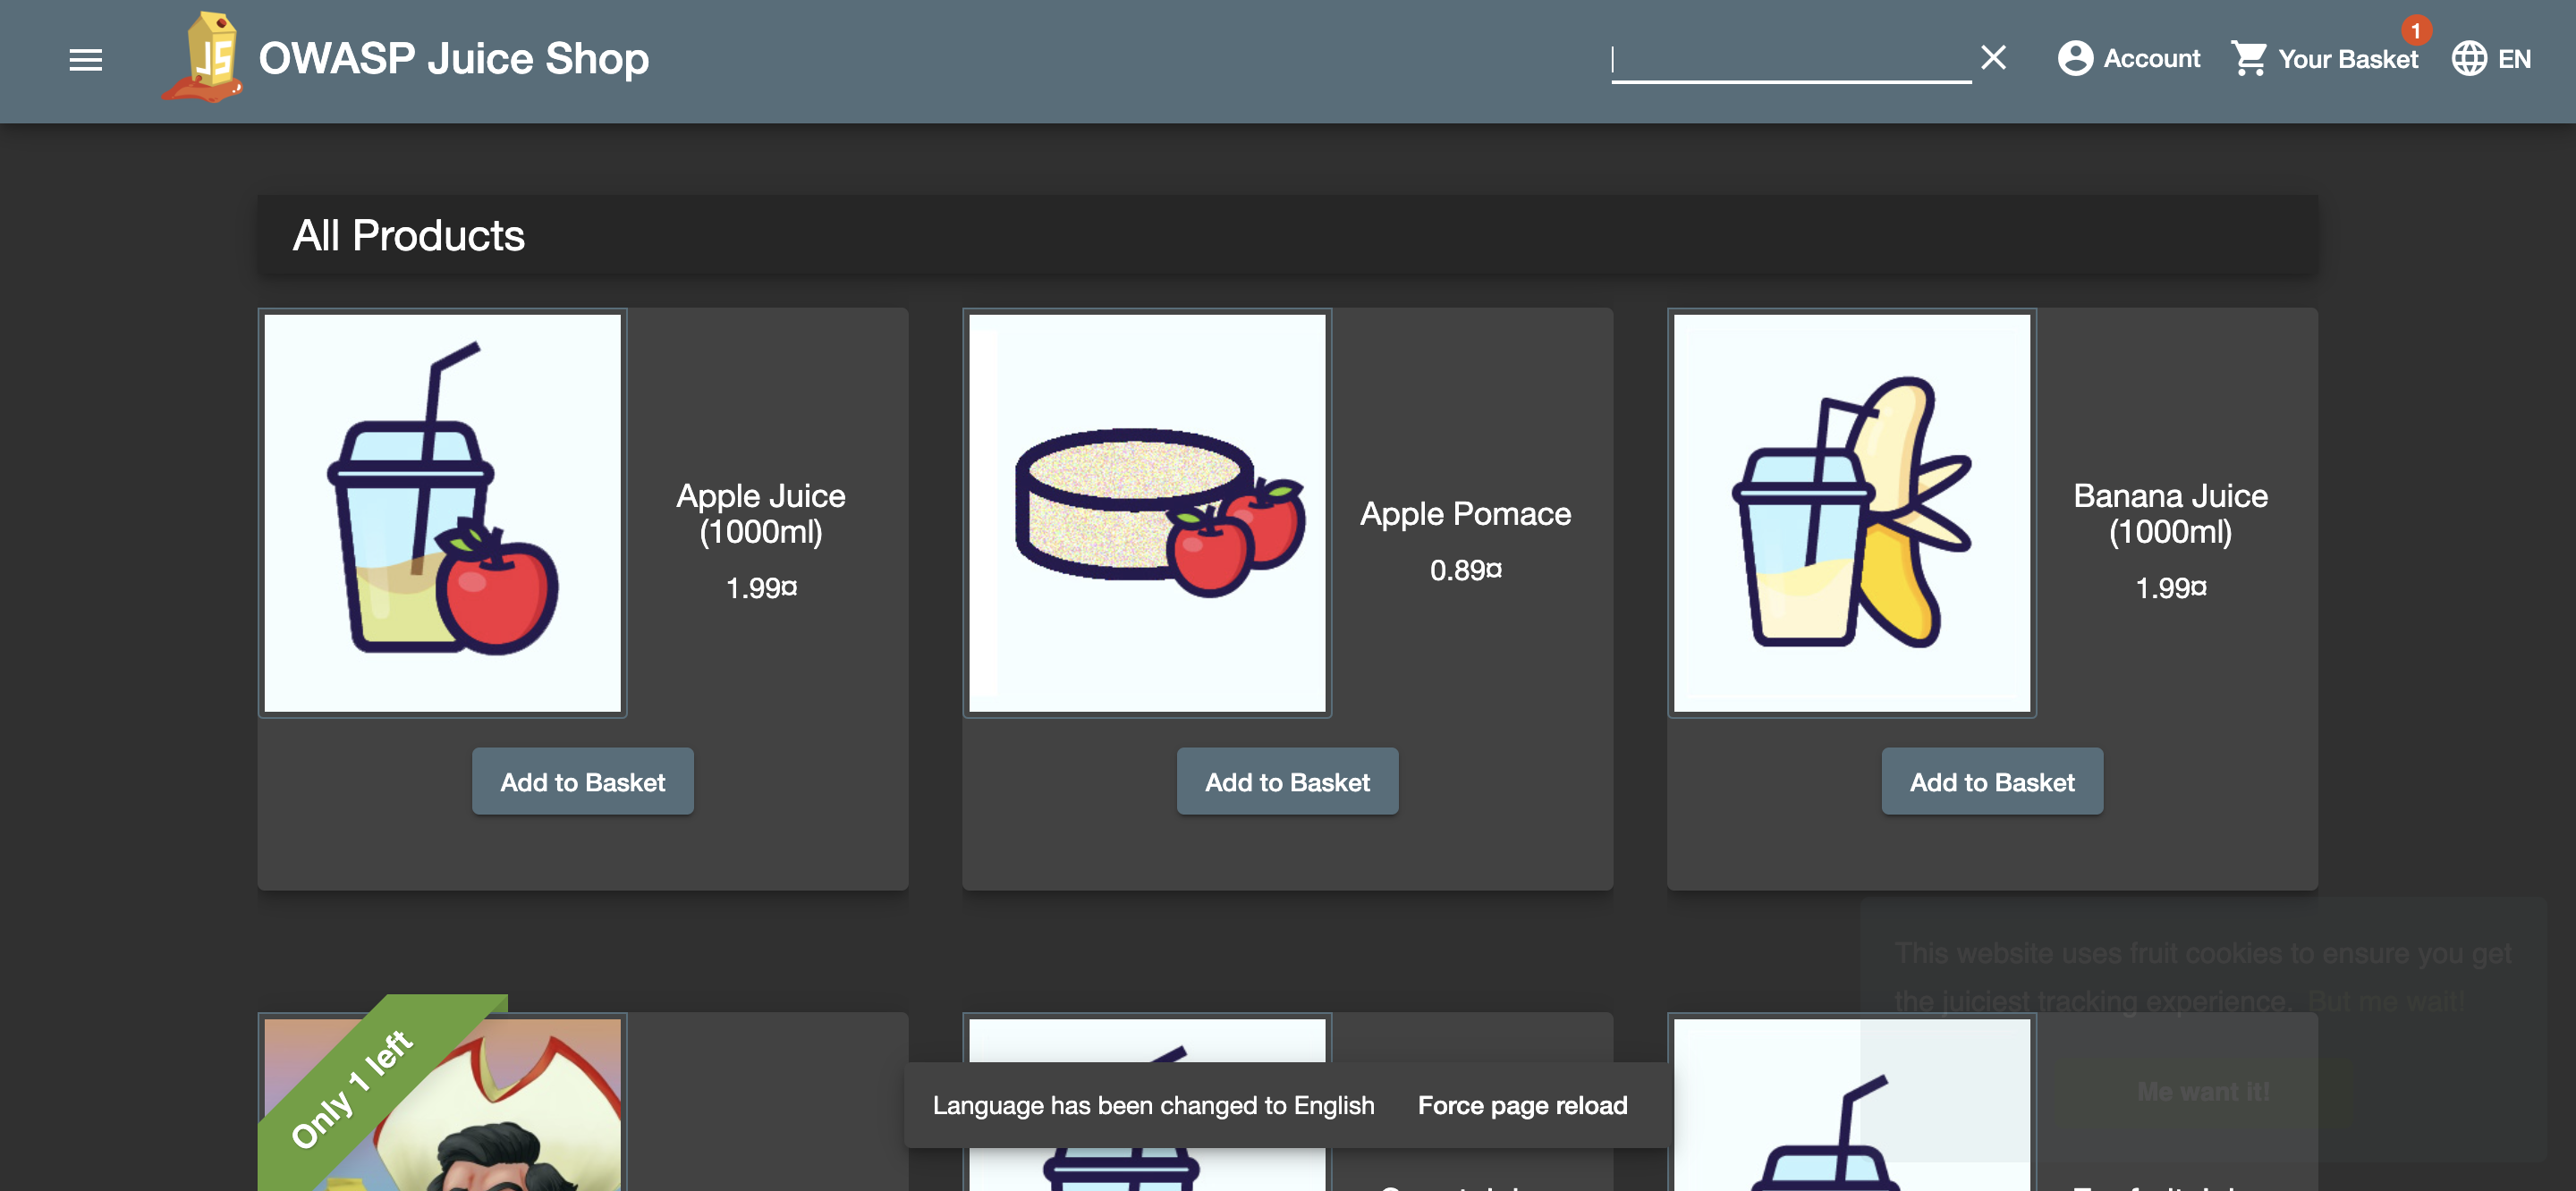 JS
OWASP Juice Shop
Account
Your Basket
1
EN
All Products
Apple Juice
(1000ml)
1.99¤
Add to Basket
Apple Pomace
0.89¤
Add to Basket
Banana Juice
(1000ml)
1.99¤
Add to Basket
This website uses fruit cookies to ensure you get
the juiciest tracking experience. But me wait!
Me want it!
Only 1 left
Language has been changed to English
Force page reload